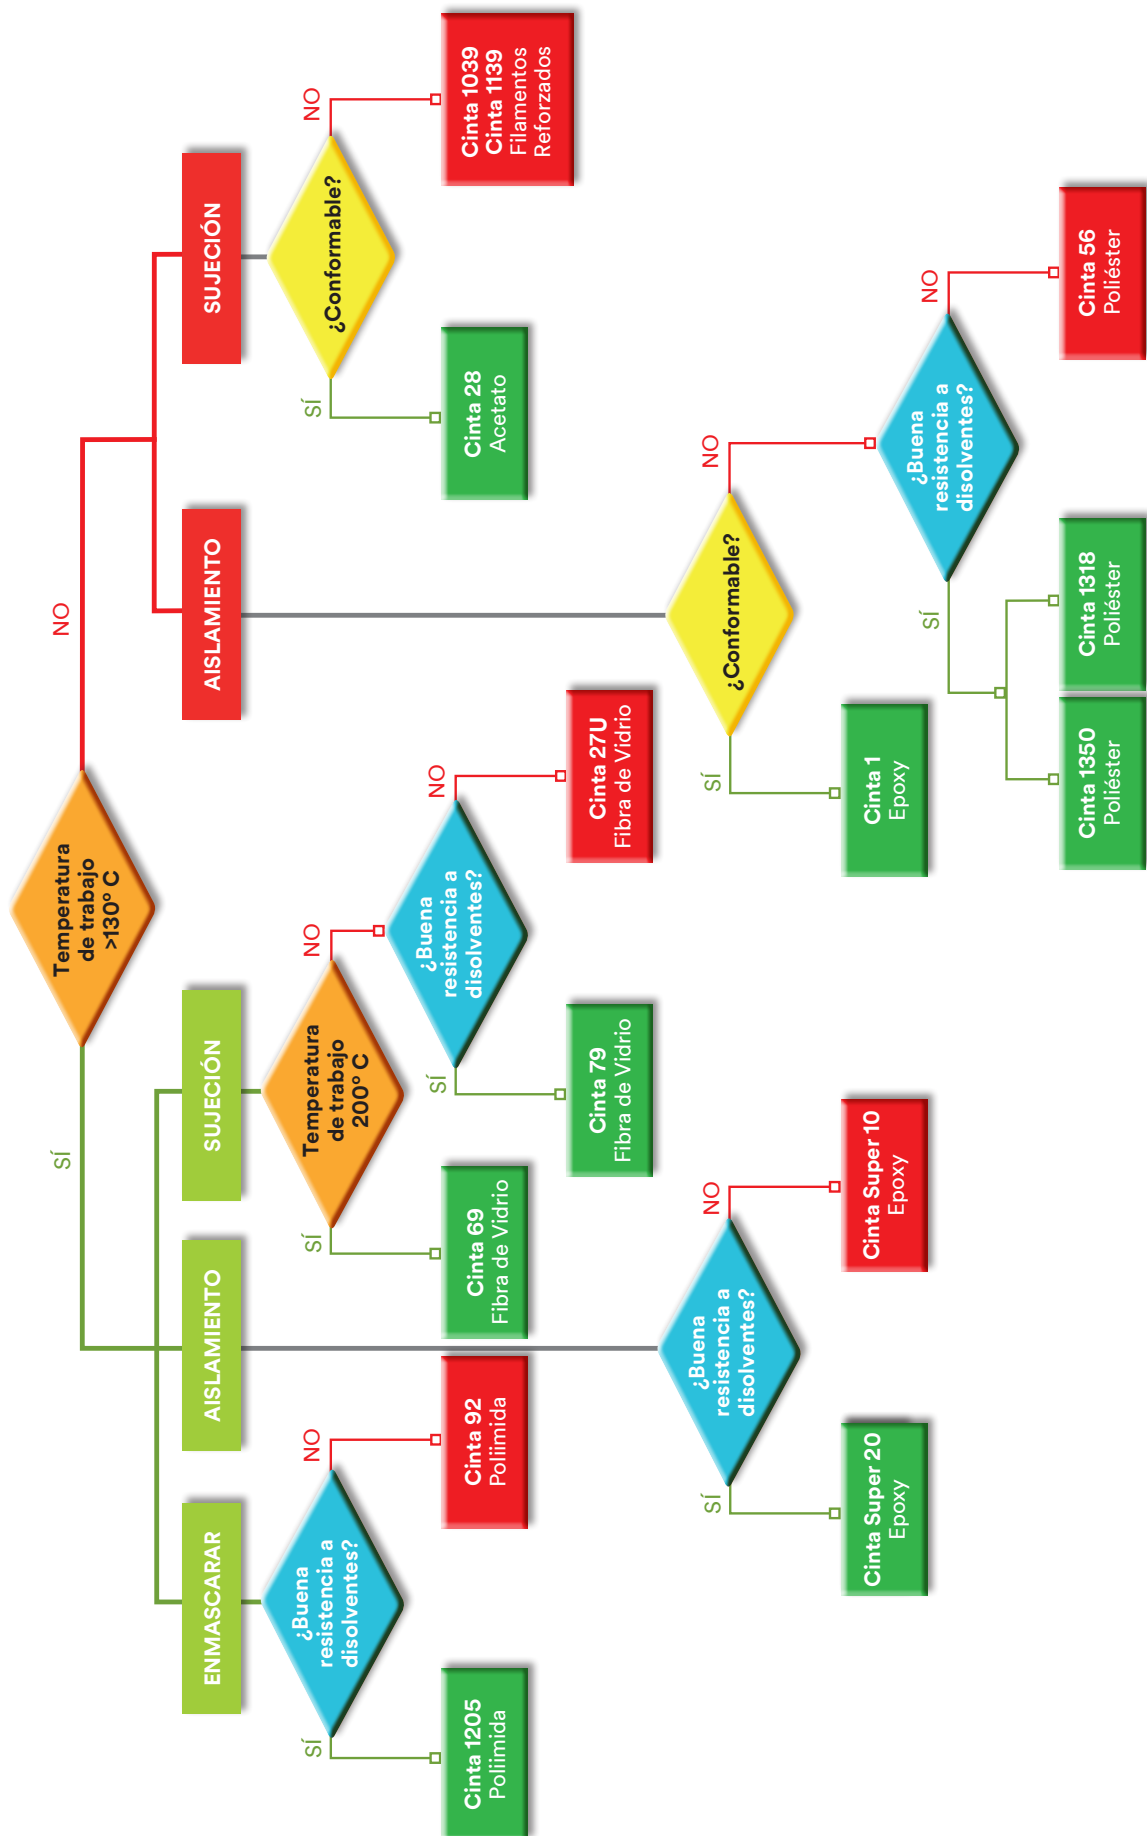 Temperatura
de trabajo
>130º C
SÍ
NO
ENMASCARAR
AISLAMIENTO
SUJECIÓN
AISLAMIENTO
SUJECIÓN
¿Buena
resistencia a
disolventes?
SÍ
NO
Cinta 1205
Poliimida
Cinta 92
Poliimida
Temperatura
de trabajo
200º C
SÍ
NO
Cinta 69
Fibra de Vidrio
¿Buena
resistencia a
disolventes?
SÍ
NO
Cinta 79
Fibra de Vidrio
Cinta 27U
Fibra de Vidrio
¿Conformable?
SÍ
NO
Cinta 28
Acetato
Cinta 1039
Cinta 1139
Filamentos
Reforzados
¿Buena
resistencia a
disolventes?
SÍ
NO
Cinta Super 20
Epoxy
Cinta Super 10
Epoxy
¿Conformable?
SÍ
NO
Cinta 1
Epoxy
¿Buena
resistencia a
disolventes?
SÍ
NO
Cinta 1350
Poliéster
Cinta 1318
Poliéster
Cinta 56
Poliéster